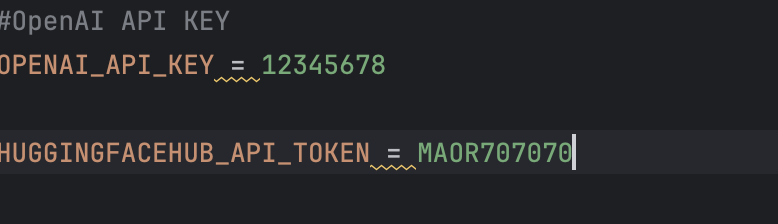 #OpenAI API KEY
OPENAI_API_KEY = 12345678
HUGGINGFACEHUB_API_TOKEN = MAOR707070